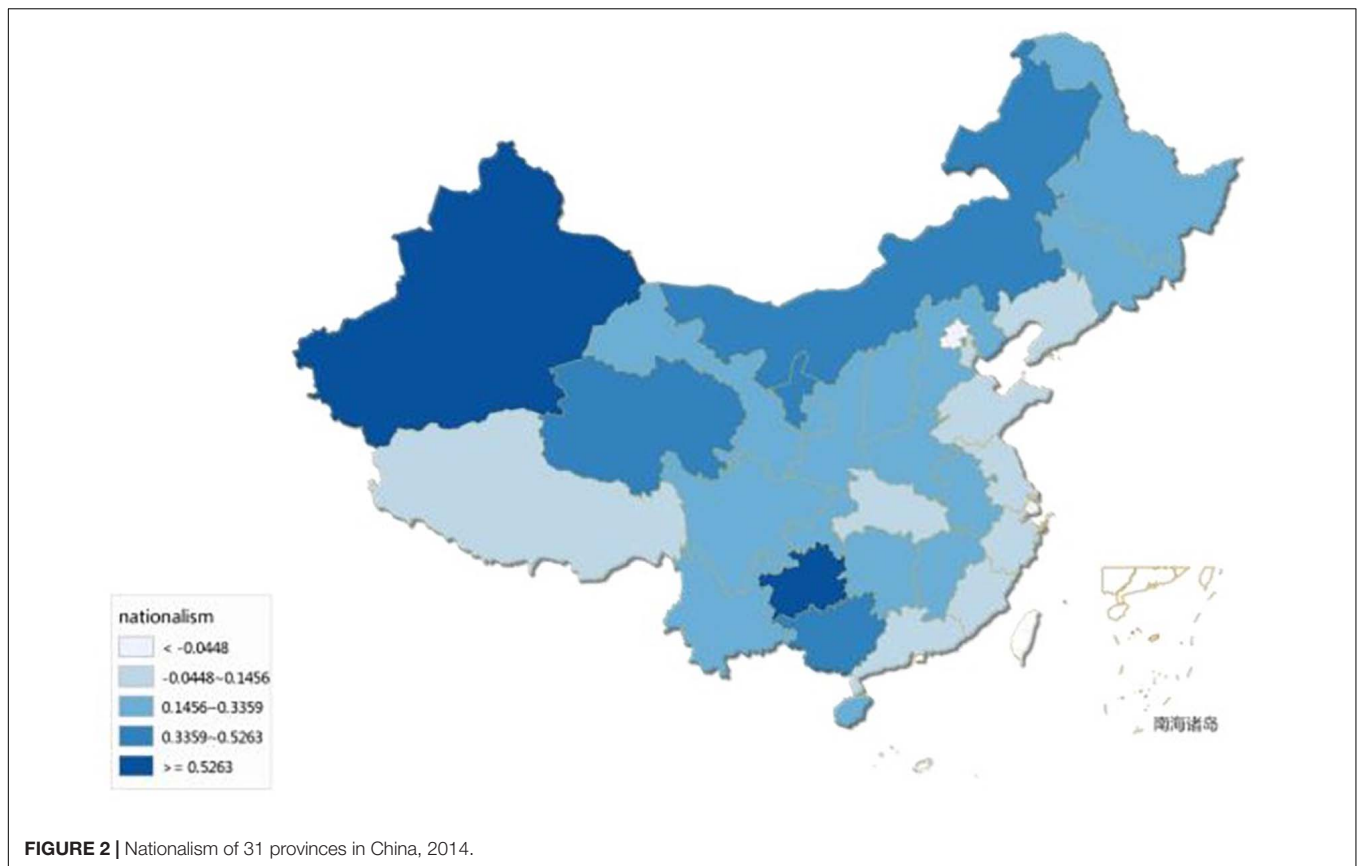 南海诸岛
nationalism
< -0.0448
-0.0448~0.1456
0.1456~0.3359
0.3359~0.5263
>= 0.5263
FIGURE 2 | Nationalism of 31 provinces in China, 2014.